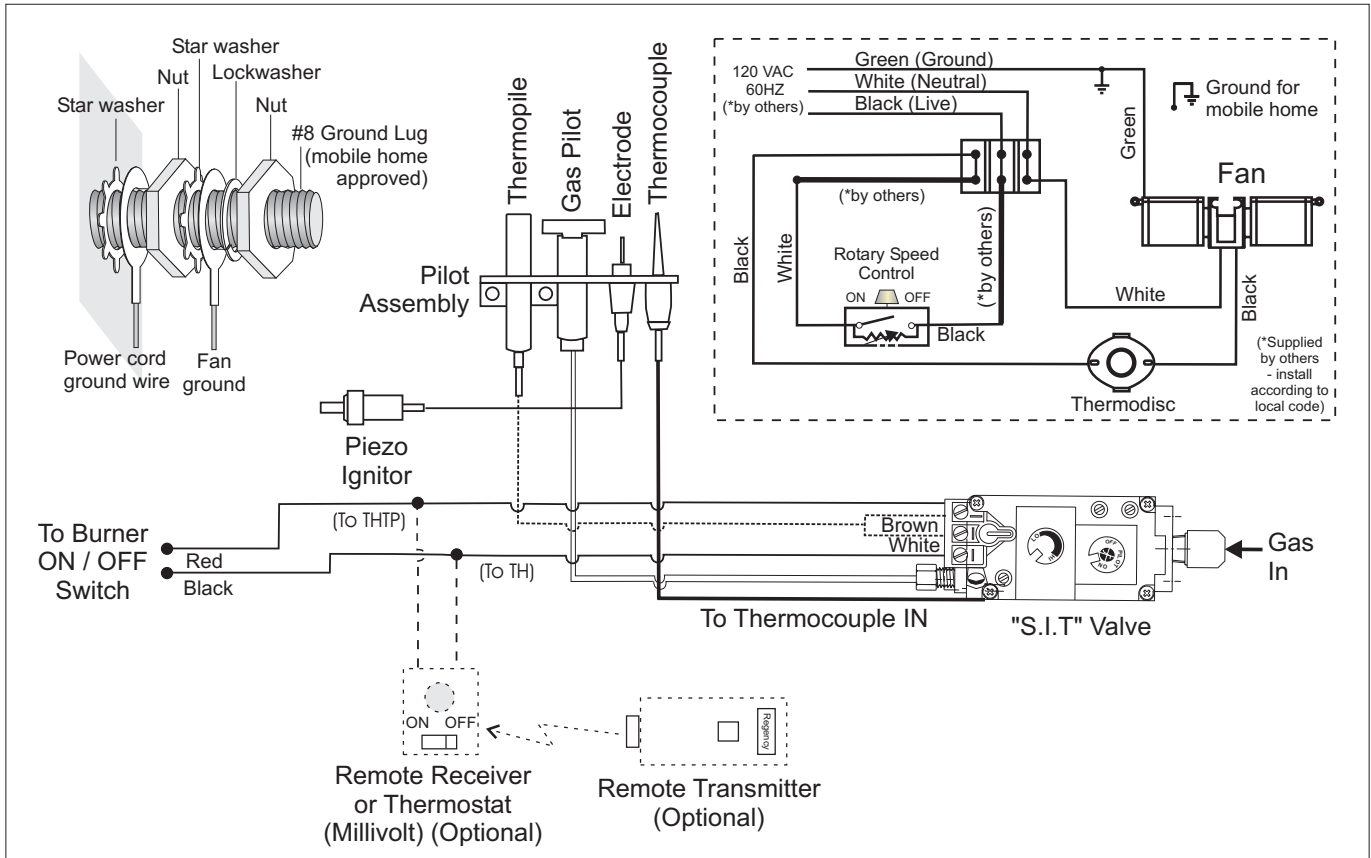 Star washer
Lockwasher
Nut
Star washer
Nut
#8 Ground Lug
(mobile home
approved)
Power cord
ground wire
Fan
ground
Thermopile
Gas Pilot
Electrode
Thermocouple
Pilot
Assembly
Piezo
Ignitor
120 VAC
60HZ
(*by others)
Green (Ground)
White (Neutral)
Black (Live)
Ground for
mobile home
Green
Fan
(*by others)
(*by others)
Black
White
Rotary Speed
Control
ON OFF
Black
White
Black
Thermodisc
(*Supplied
by others
- install
according to
local code)
To Burner
ON / OFF
Switch
Red
Black
(To THTP)
(To TH)
Brown
White
LO
HI
OFF
PILOT
ON
Gas
In
To Thermocouple IN
"S.I.T" Valve
ON OFF
Regency
Remote Receiver
or Thermostat
(Millivolt) (Optional)
Remote Transmitter
(Optional)